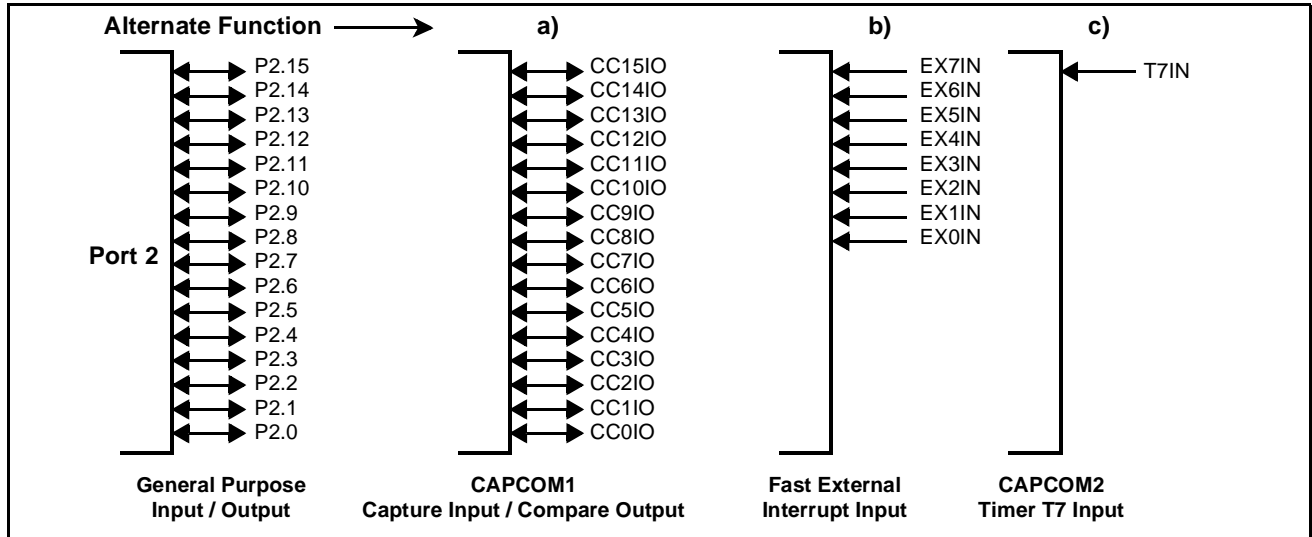 Alternate Function a) b) c)
P2.15 CC15IO EX7IN T7IN
P2.14 CC14IO EX6IN
P2.13 CC13IO EX5IN
P2.12 CC12IO EX4IN
P2.11 CC11IO EX3IN
P2.10 CC10IO EX2IN
P2.9 CC9IO EX1IN
P2.8 CC8IO EX0IN
Port 2
P2.7 CC7IO
P2.6 CC6IO
P2.5 CC5IO
P2.4 CC4IO
P2.3 CC3IO
P2.2 CC2IO
P2.1 CC1IO
P2.0 CC0IO
General Purpose CAPCOM1 Fast External CAPCOM2
Input / Output Capture Input / Compare Output Interrupt Input Timer T7 Input